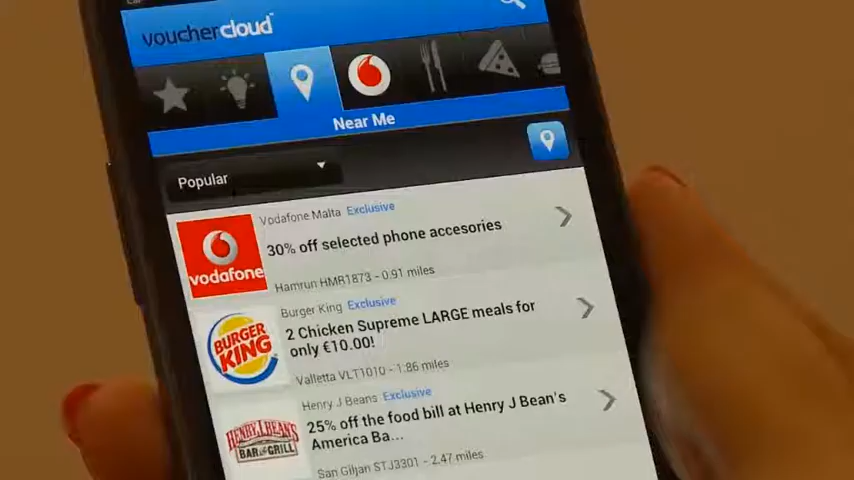 vouchercloud™
Near Me
Popular
Vodafone Malta Exclusive
30% off selected phone accesories
Hamrun HMR1873 - 0.91 miles
vodafone
Burger King Exclusive
2 Chicken Supreme LARGE meals for
only €10.00!
Valletta VLT1010 - 1.86 miles
BURGER
KING
Henry J Beans Exclusive
25% off the food bill at Henry J Bean's
America Ba...
San Giljan STJ3301 - 2.47 miles
HENRY J. BEANS
BAR AND GRILL